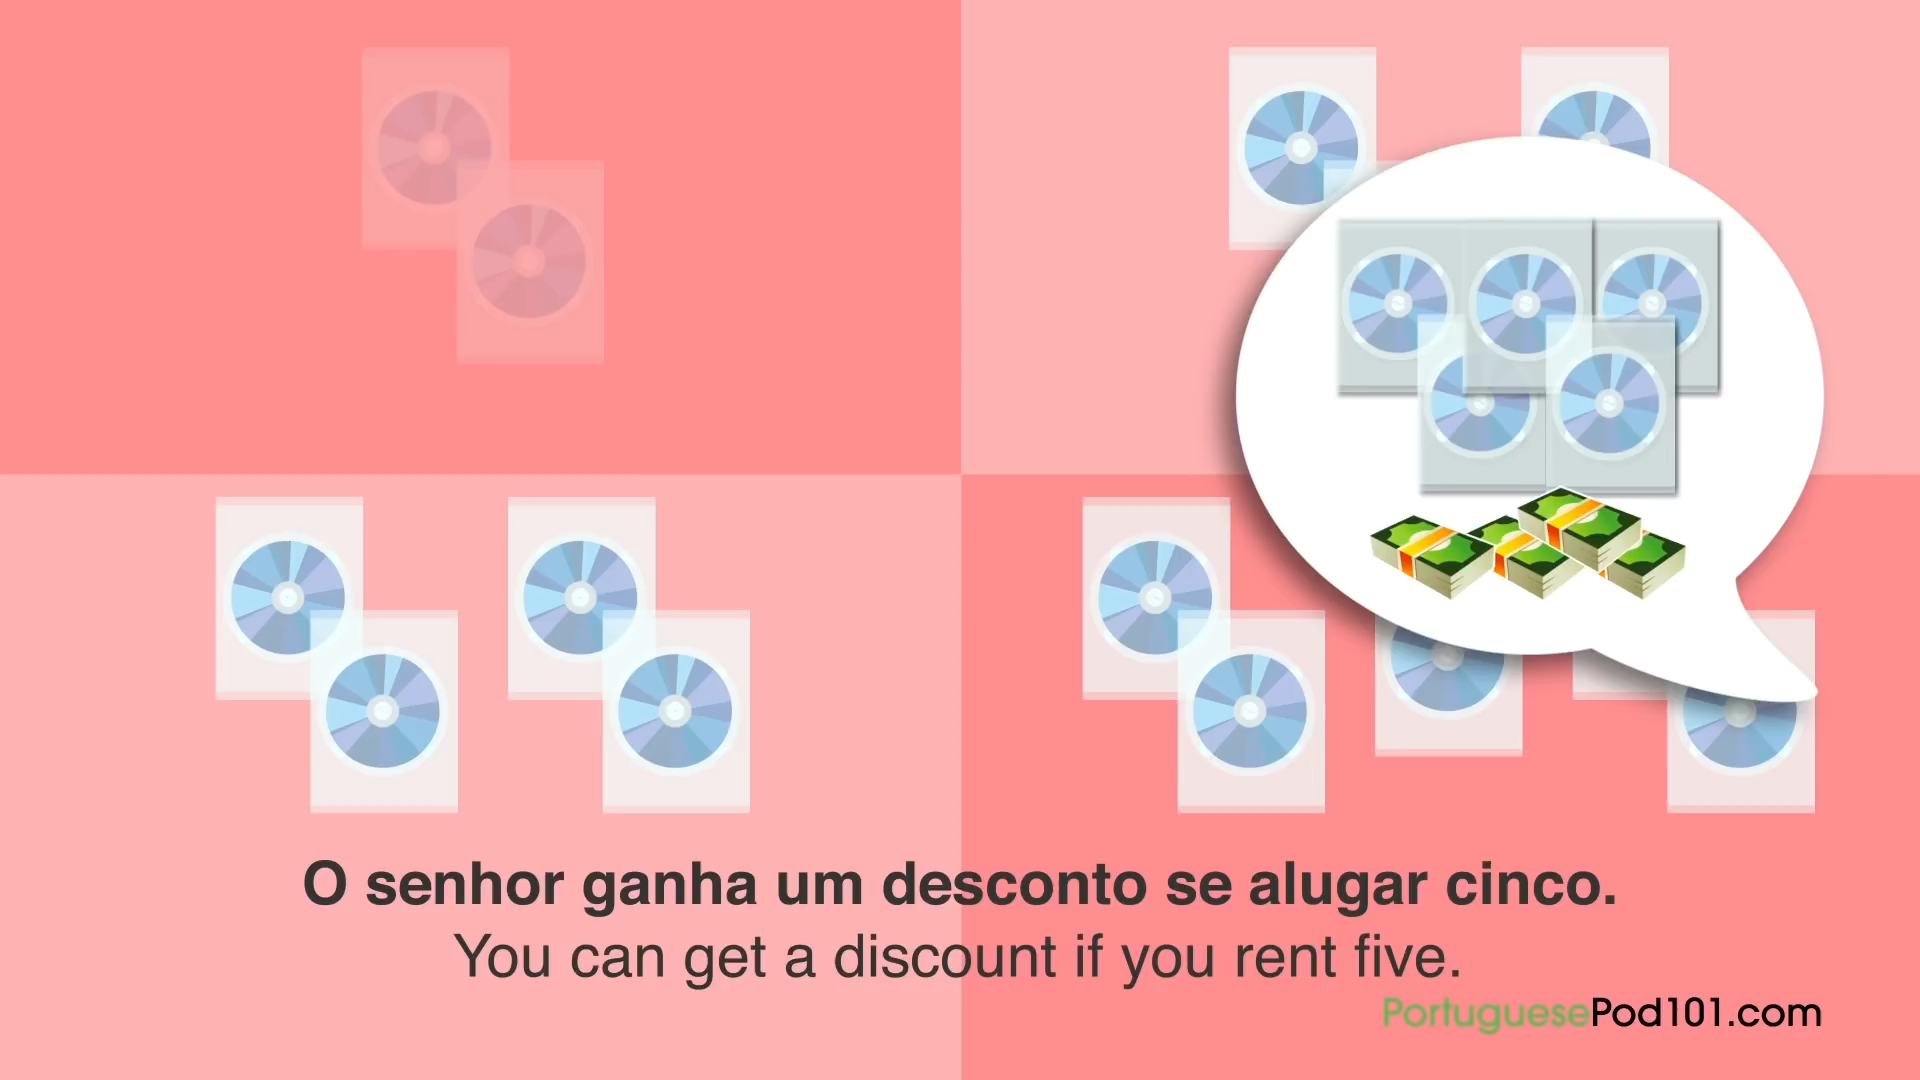 O senhor ganha um desconto se alugar cinco.
You can get a discount if you rent five.
PortuguesePod101.com